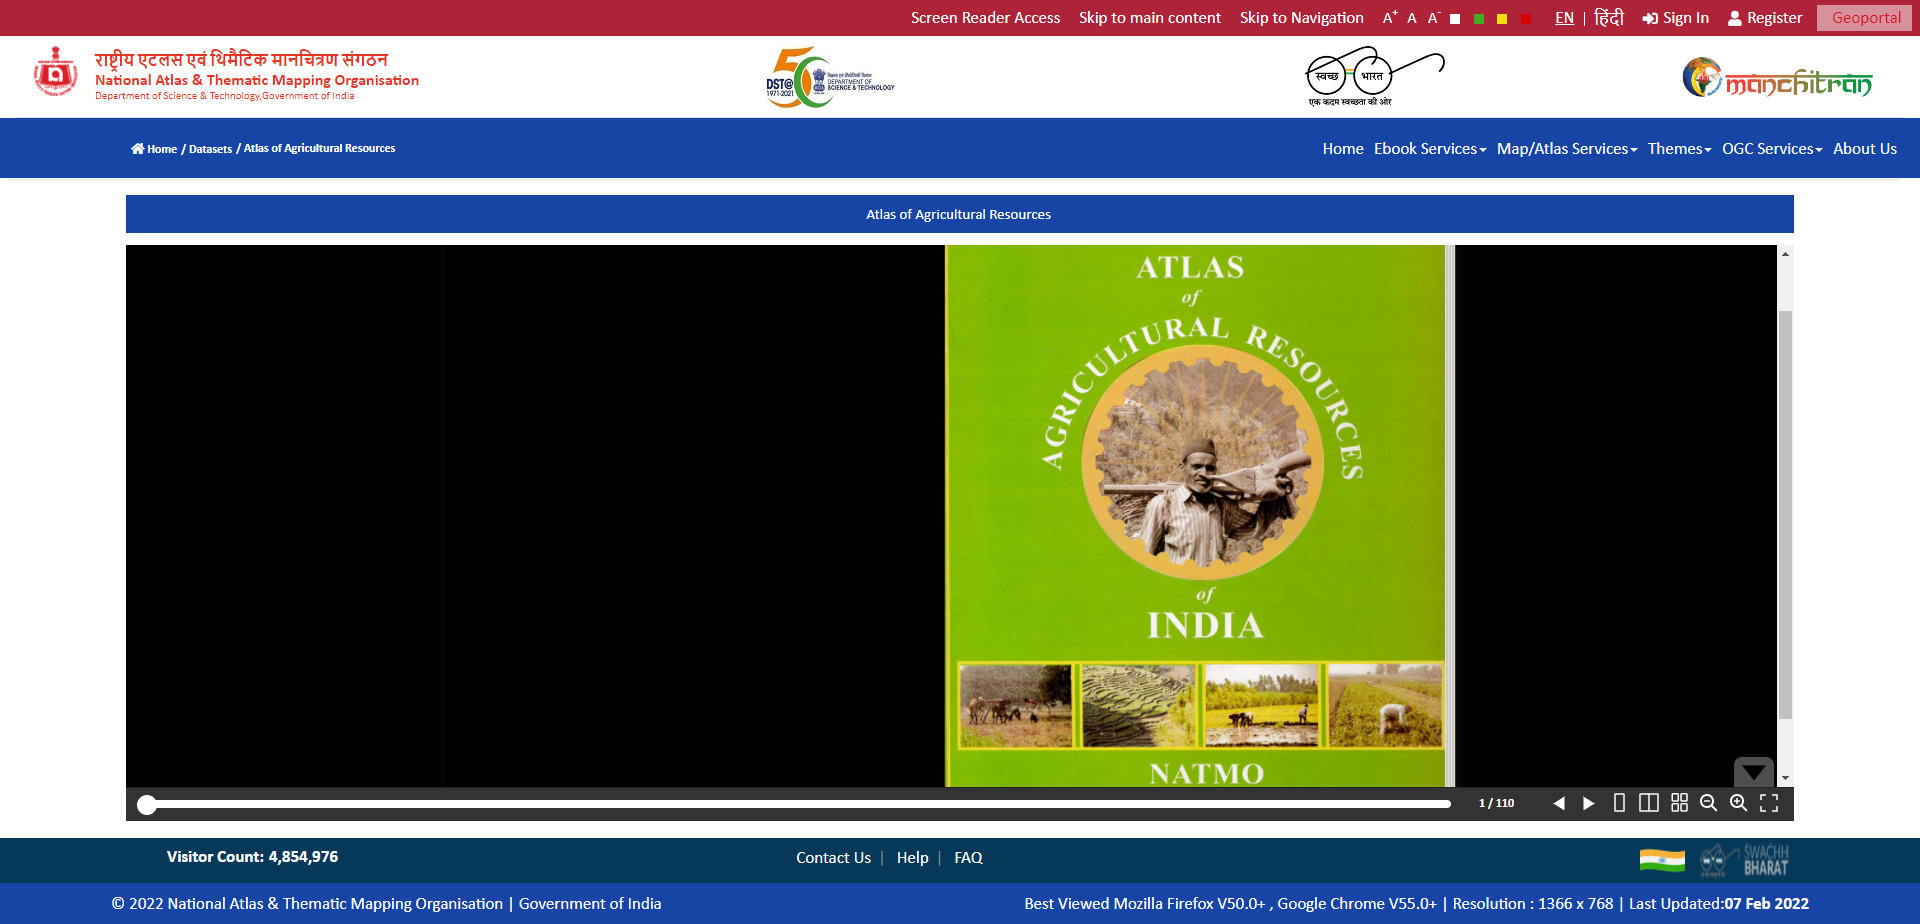 Screen Reader Access Skip to main content Skip to Navigation A+ A A- EN | हिंदी Sign In Register Geoportal
राष्ट्रीय एटलस एवं थिमैटिक मानचित्रण संगठन
National Atlas & Thematic Mapping Organisation
Department of Science & Technology,Government of India
50
DST@
1971-2021
विज्ञान एवं प्रौद्योगिकी विभाग
DEPARTMENT OF
SCIENCE & TECHNOLOGY
स्वच्छ भारत
एक कदम स्वच्छता की ओर
manchitran
Home / Datasets / Atlas of Agricultural Resources
Home Ebook Services Map/Atlas Services Themes OGC Services About Us
Atlas of Agricultural Resources
ATLAS
of
AGRICULTURAL RESOURCES
of
INDIA
NATMO
1 / 110
Visitor Count: 4,854,976
Contact Us | Help | FAQ
SWACHH
BHARAT
© 2022 National Atlas & Thematic Mapping Organisation | Government of India
Best Viewed Mozilla Firefox V50.0+ , Google Chrome V55.0+ | Resolution : 1366 x 768 | Last Updated:07 Feb 2022